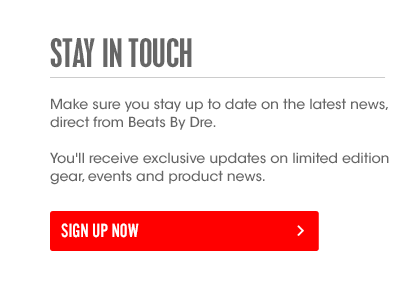 STAY IN TOUCH
Make sure you stay up to date on the latest news,
direct from Beats By Dre.
You'll receive exclusive updates on limited edition
gear, events and product news.
SIGN UP NOW